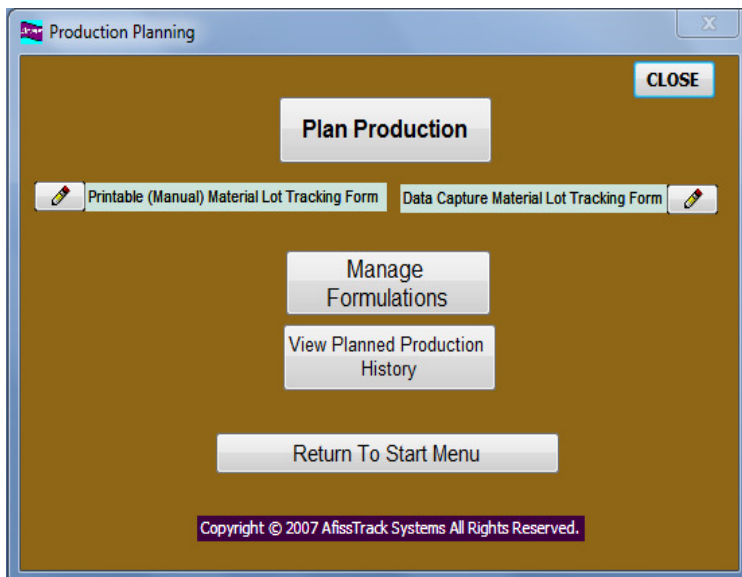 Production Planning
CLOSE
Plan Production
Printable (Manual) Material Lot Tracking Form
Data Capture Material Lot Tracking Form
Manage
Formulations
View Planned Production
History
Return To Start Menu
Copyright © 2007 AfissTrack Systems All Rights Reserved.